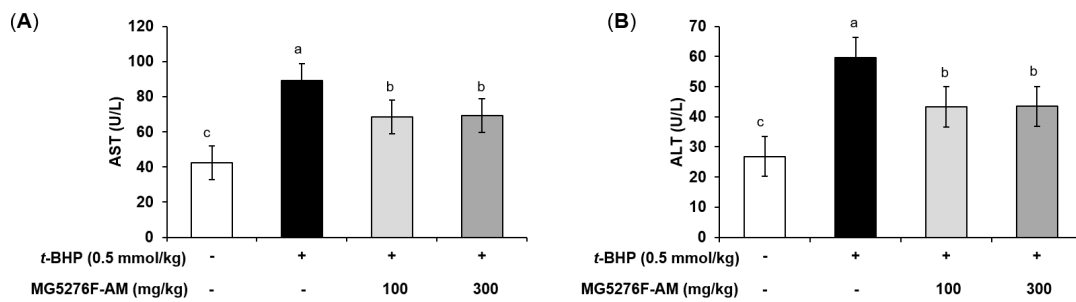 (A)
AST (U/L)
120
100
80
60
40
20
0
c
a
b
b
t-BHP (0.5 mmol/kg) - + + +
MG5276F-AM (mg/kg) - - 100 300
(B)
ALT (U/L)
70
60
50
40
30
20
10
0
c
a
b
b
t-BHP (0.5 mmol/kg) - + + +
MG5276F-AM (mg/kg) - - 100 300